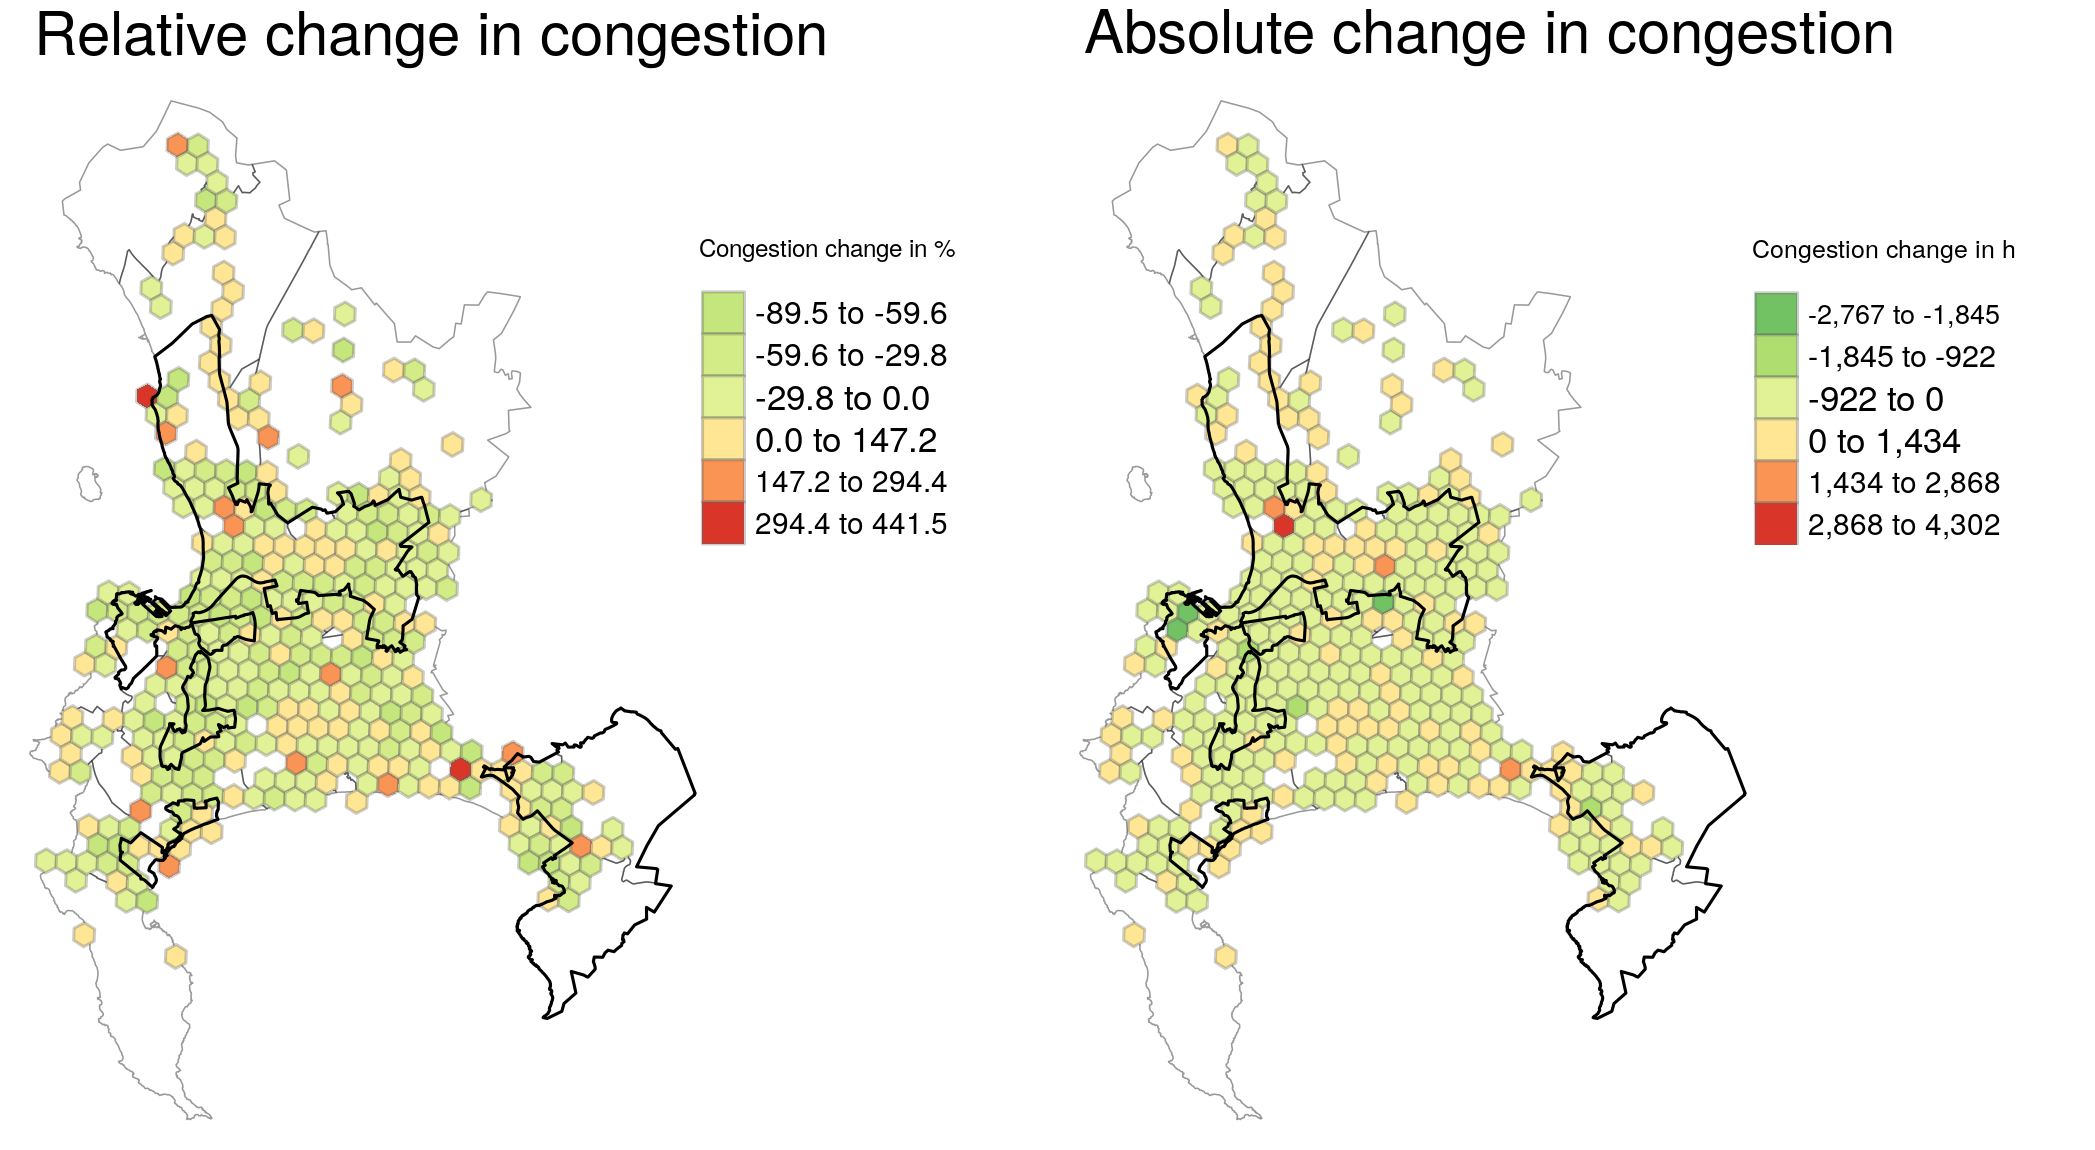 Relative change in congestion
Absolute change in congestion
Congestion change in %
-89.5 to -59.6
-59.6 to -29.8
-29.8 to 0.0
0.0 to 147.2
147.2 to 294.4
294.4 to 441.5
Congestion change in h
-2,767 to -1,845
-1,845 to -922
-922 to 0
0 to 1,434
1,434 to 2,868
2,868 to 4,302